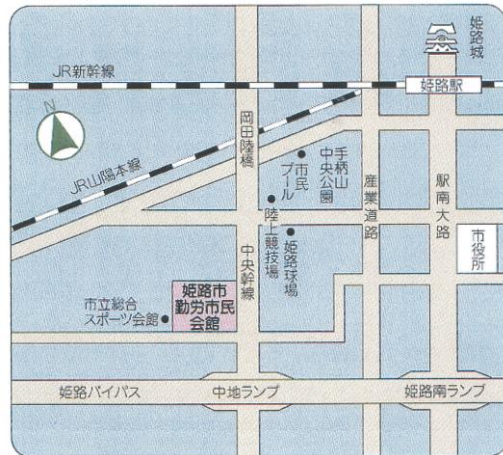 姫路城
JR新幹線
姫路駅
N
岡田陸橋
JR山陽本線
手柄山
中央公園
市民
プール
産業道路
駅南大路
陸上競技場
姫路球場
市役所
中央幹線
姫路市
勤労市民
会館
市立総合
スポーツ会館
姫路バイパス
中地ランプ
姫路南ランプ